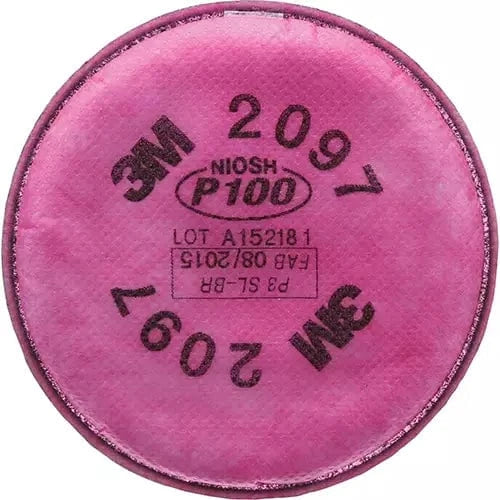 3M 2097
NIOSH
P100
LOT A152181
FAB 08/2015
P3 SL-BR
3M 2097